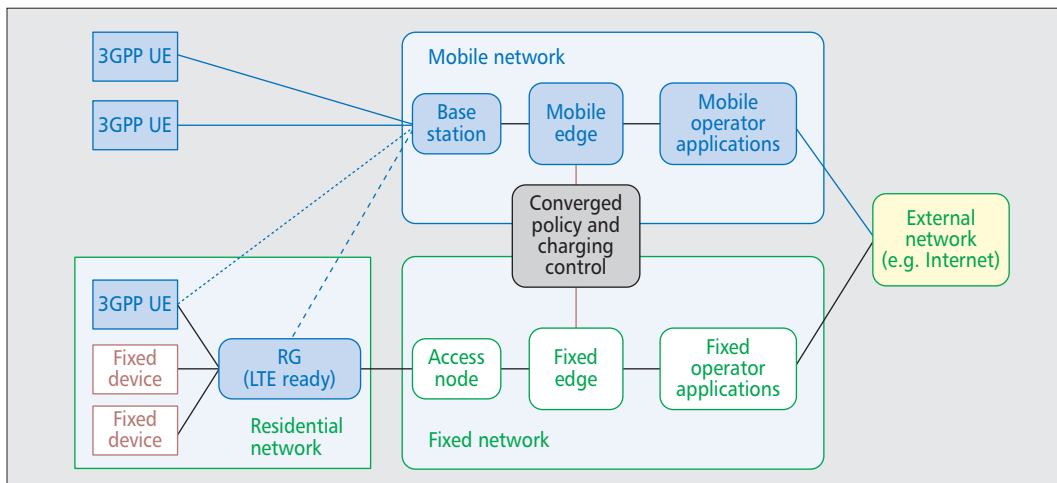 3GPP UE
3GPP UE
Mobile network
Base
station
Mobile
edge
Mobile
operator
applications
Converged
policy and
charging
control
External
network
(e.g. Internet)
3GPP UE
Fixed
device
Fixed
device
RG
(LTE ready)
Residential
network
Access
node
Fixed
edge
Fixed
operator
applications
Fixed network